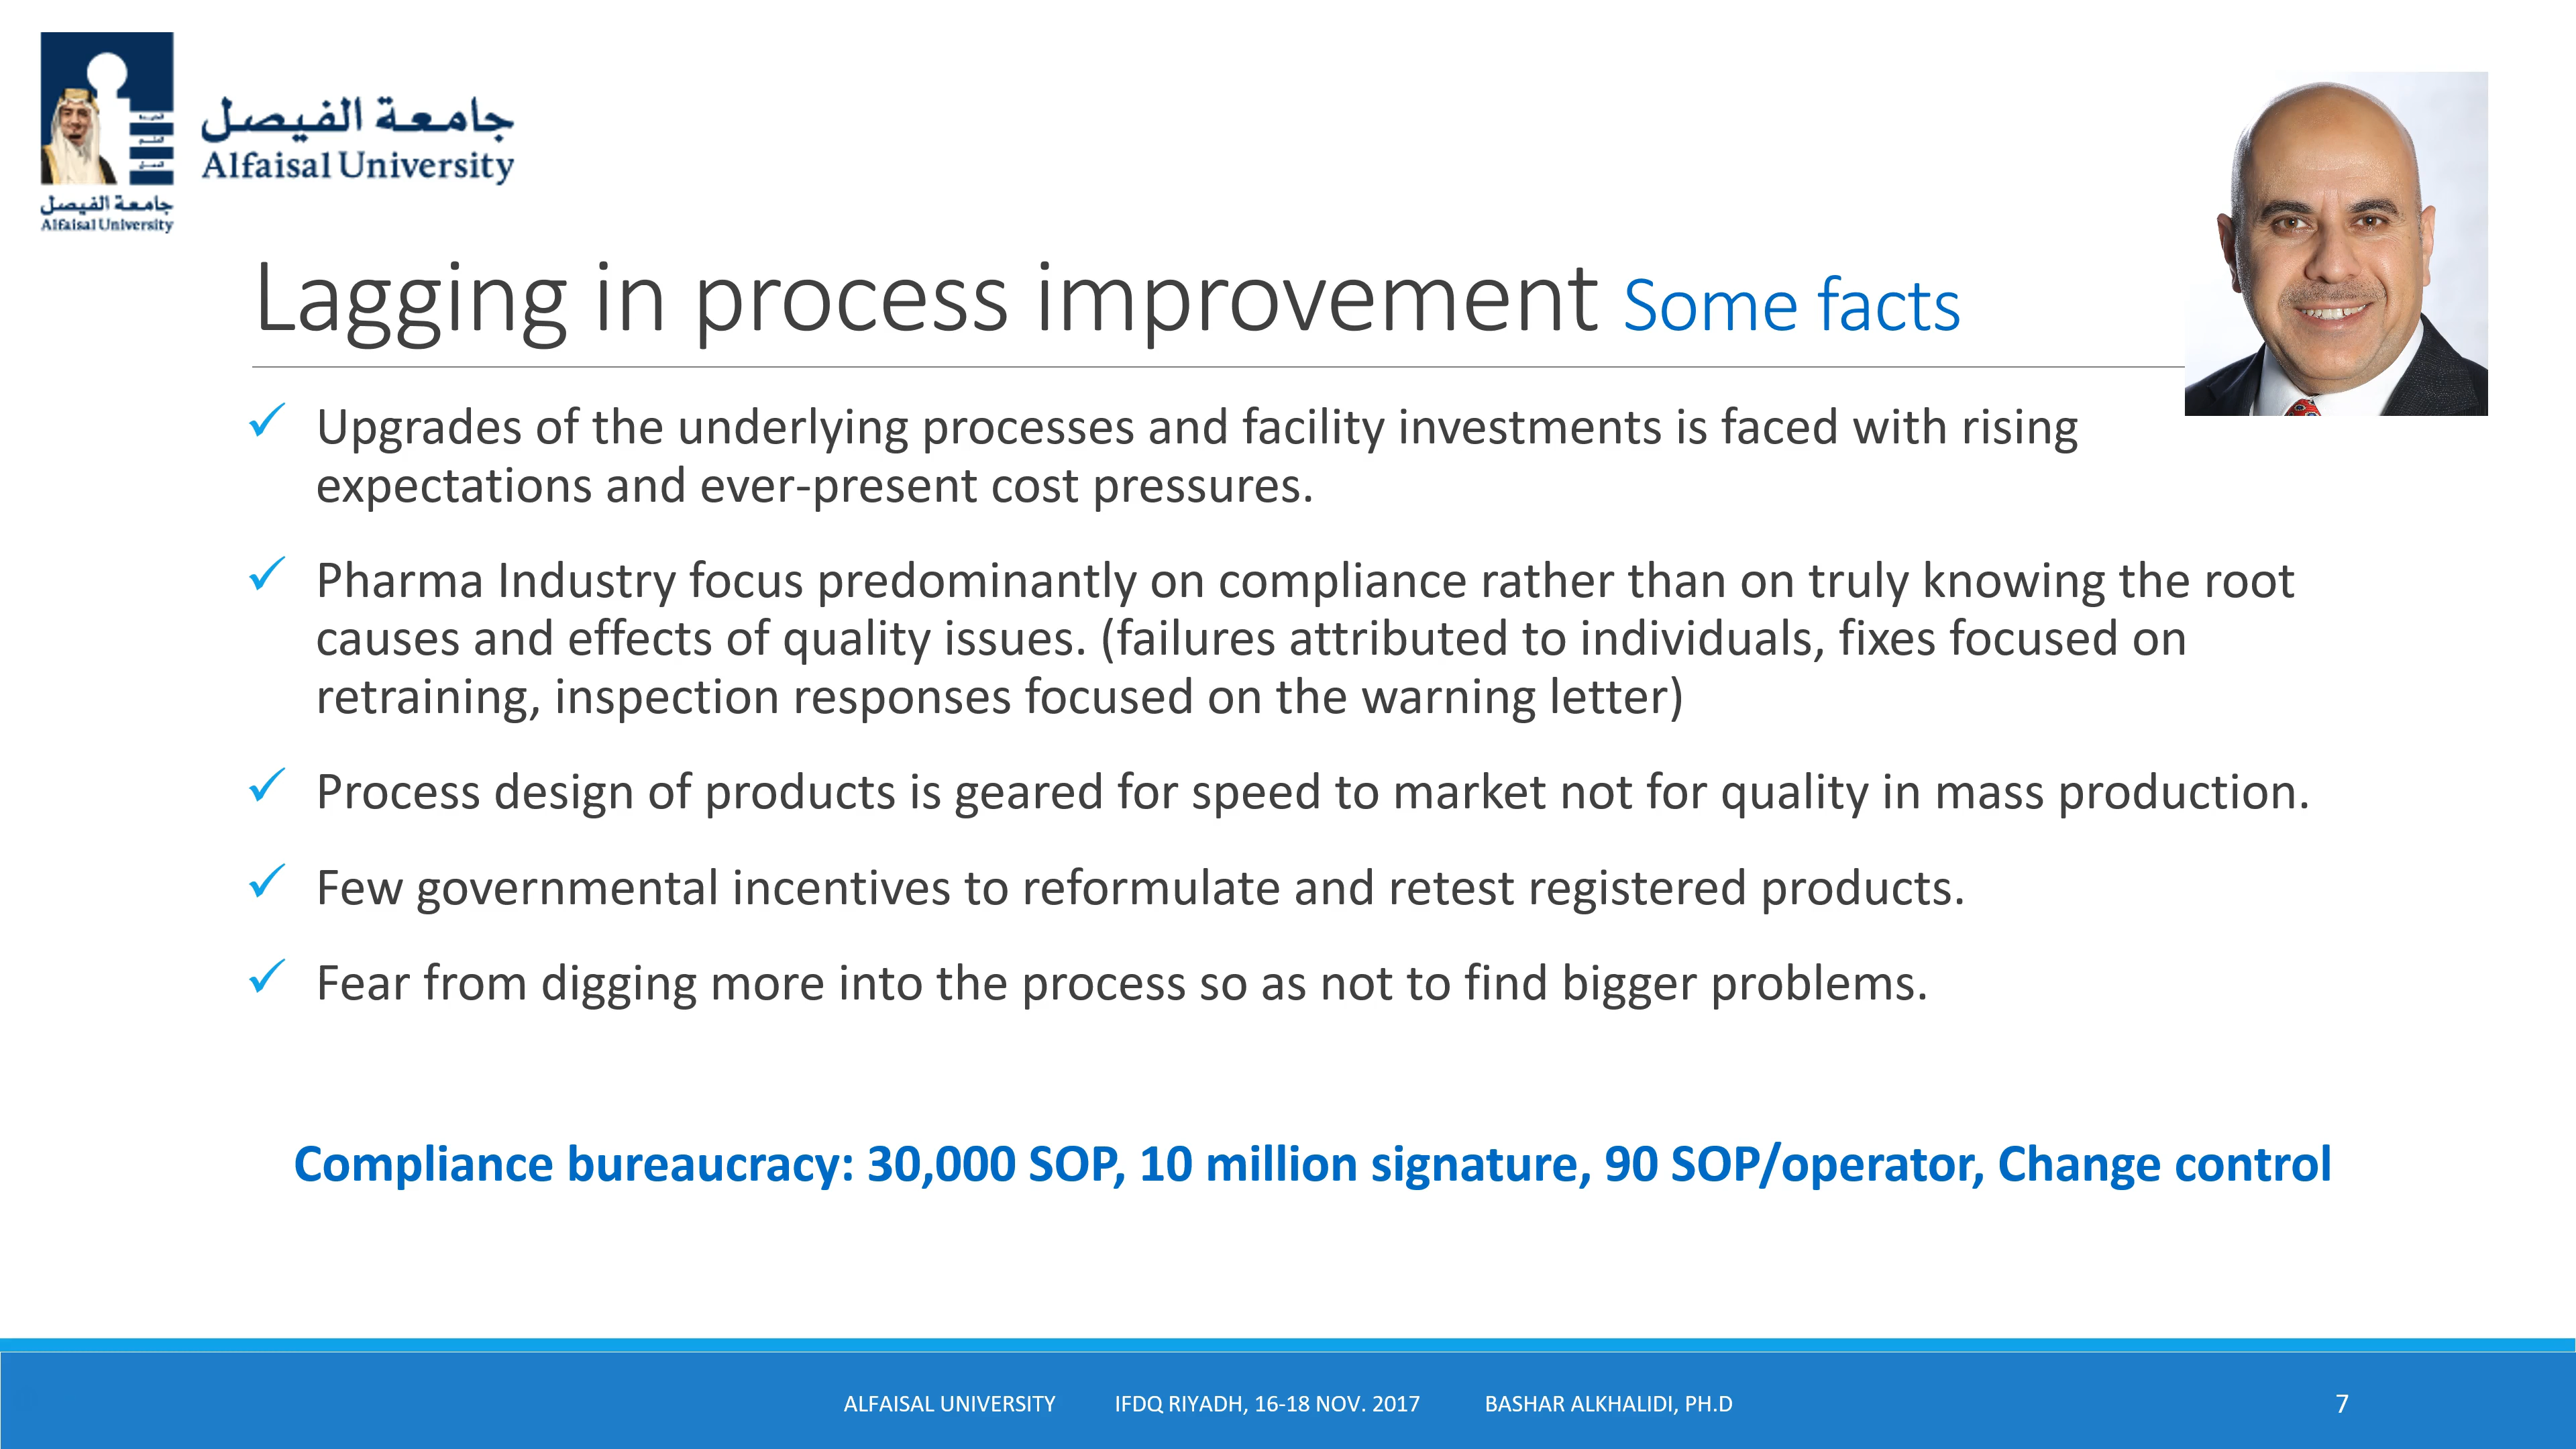 جامعة الفيصل
Alfaisal University
جامعة الفيصل
Alfaisal University
Lagging in process improvement Some facts
✓ Upgrades of the underlying processes and facility investments is faced with rising
expectations and ever-present cost pressures.
✓ Pharma Industry focus predominantly on compliance rather than on truly knowing the root
causes and effects of quality issues. (failures attributed to individuals, fixes focused on
retraining, inspection responses focused on the warning letter)
✓ Process design of products is geared for speed to market not for quality in mass production.
✓ Few governmental incentives to reformulate and retest registered products.
✓ Fear from digging more into the process so as not to find bigger problems.
Compliance bureaucracy: 30,000 SOP, 10 million signature, 90 SOP/operator, Change control
ALFAISAL UNIVERSITY IFDQ RIYADH, 16-18 NOV. 2017 BASHAR ALKHALIDI, PH.D 7